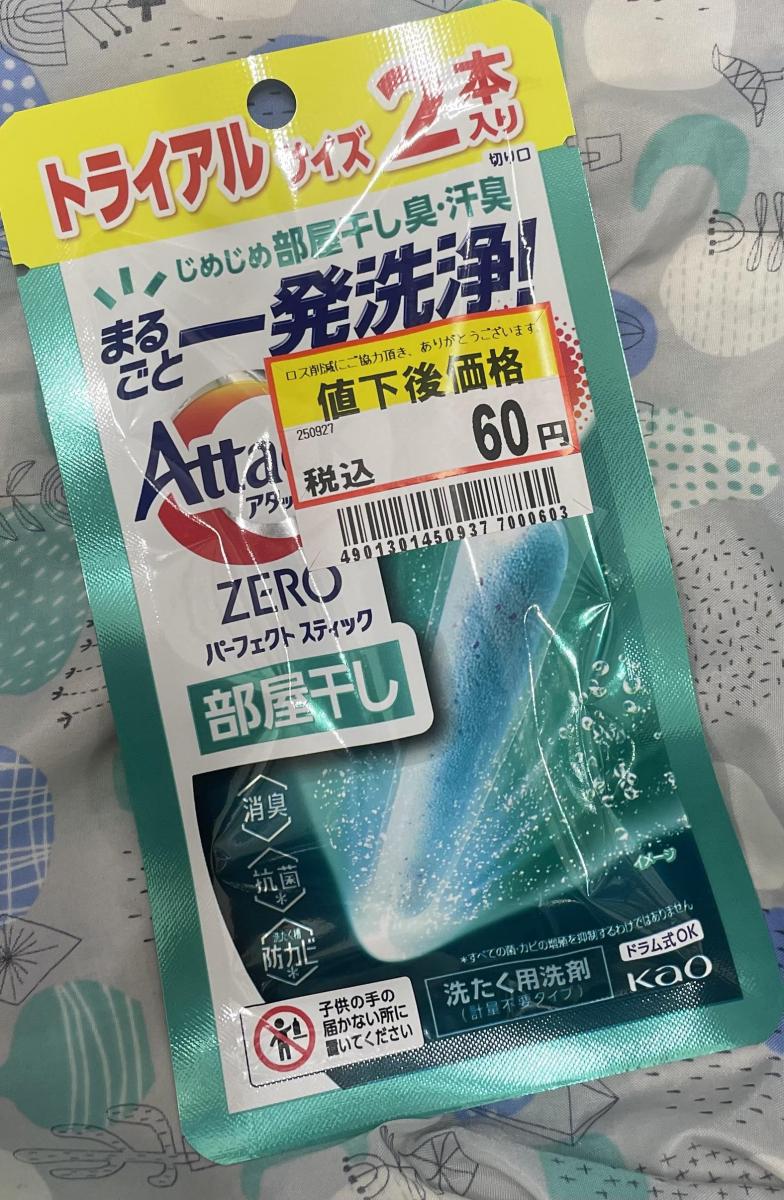 トライアルサイズ2本入り
切り口
じめじめ部屋干し臭・汗臭
まるごと一発洗浄!
ロス削減にご協力頂き、ありがとうございます。
値下後価格
250927
60円
税込
4901301450937 7000603
Atta
アタッ
ZERO
パーフェクト スティック
部屋干し
消臭
抗菌*
洗たく槽
防カビ*
イメージ
*すべての菌・カビの増殖を抑制するわけではありません
ドラム式OK
洗たく用洗剤
(計量不要タイプ)
Kao
子供の手の
届かない所に
置いてください